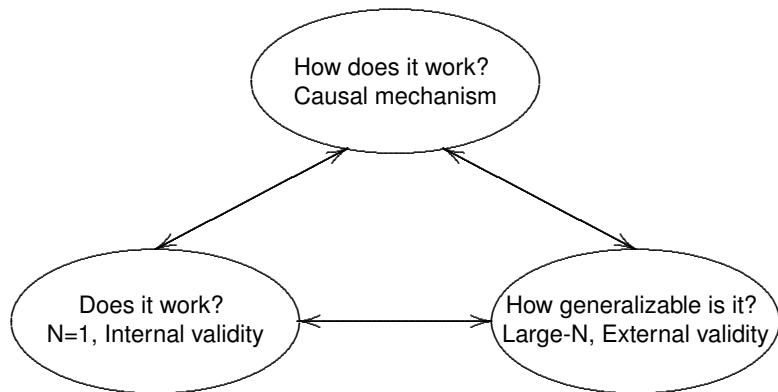 How does it work?
Causal mechanism
Does it work?
N=1, Internal validity
How generalizable is it?
Large-N, External validity